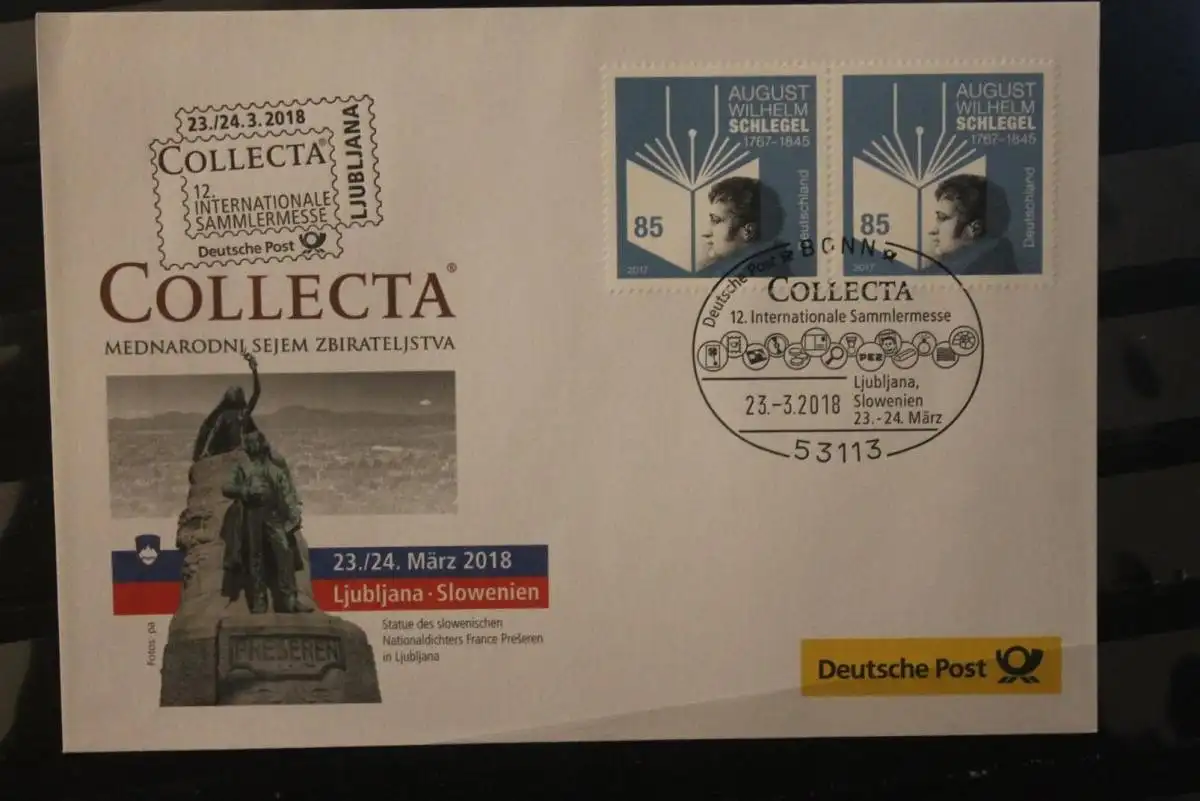 23./24.3.2018
COLLECTA®
12.
INTERNATIONALE
SAMMLERMESSE
LJUBLJANA
Deutsche Post
COLLECTA®
MEDNARODNI SEJEM ZBIRATELJSTVA
23./24. März 2018
Ljubljana · Slowenien
Statue des slowenischen
Nationaldichters France Prešeren
in Ljubljana
Fotos: pa
PREŠEREN
AUGUST
WILHELM
SCHLEGEL
1767–1845
Deutschland
85
2017
AUGUST
WILHELM
SCHLEGEL
1767–1845
Deutschland
85
2017
Deutsche Post
BONN
COLLECTA
12. Internationale Sammlermesse
PEZ
23.-3.2018
Ljubljana,
Slowenien
23.-24. März
53113
Deutsche Post